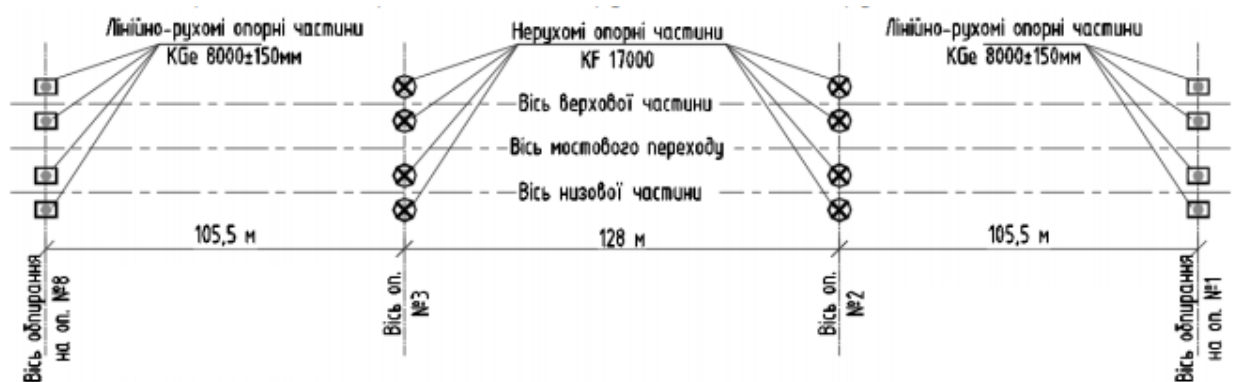 Лінійно-рухомі опорні частини
KGe 8000±150мм
Нерухомі опорні частини
KF 17000
Лінійно-рухомі опорні частини
KGe 8000±150мм
Вісь верхової частини
Вісь мостового переходу
Вісь низової частини
105,5 м
128 м
105,5 м
Вісь обпирання
на оп. №8
Вісь оп.
№3
Вісь оп.
№2
Вісь обпирання
на оп. №1